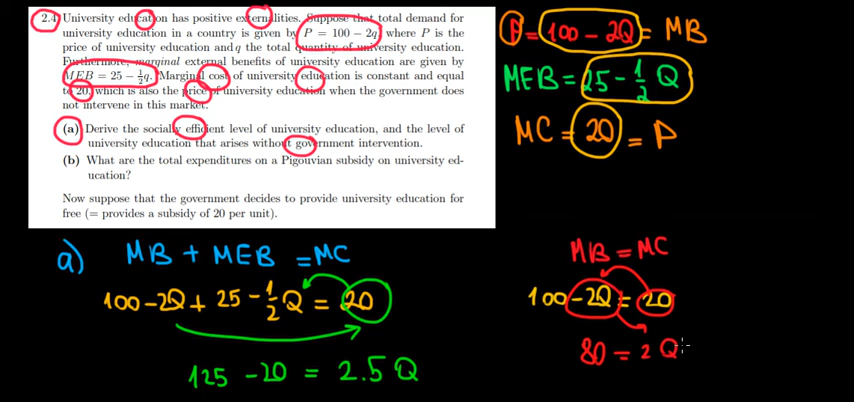 2.4 University education has positive externalities. Suppose that total demand for
university education in a country is given by P = 100 − 2q, where P is the
price of university education and q the total quantity of university education.
Furthermore, marginal external benefits of university education are given by
MEB = 25 − ½q. Marginal cost of university education is constant and equal
to 20, which is also the price of university education when the government does
not intervene in this market.
(a) Derive the socially efficient level of university education, and the level of
university education that arises without government intervention.
(b) What are the total expenditures on a Pigouvian subsidy on university ed-
ucation?
Now suppose that the government decides to provide university education for
free (= provides a subsidy of 20 per unit).
P = 100 - 2Q = MB
MEB = 25 - ½ Q
MC = 20 = P
a) MB + MEB = MC
100 - 2Q + 25 - ½ Q = 20
125 - 20 = 2.5 Q
MB = MC
100 - 2Q = 20
80 = 2 Q